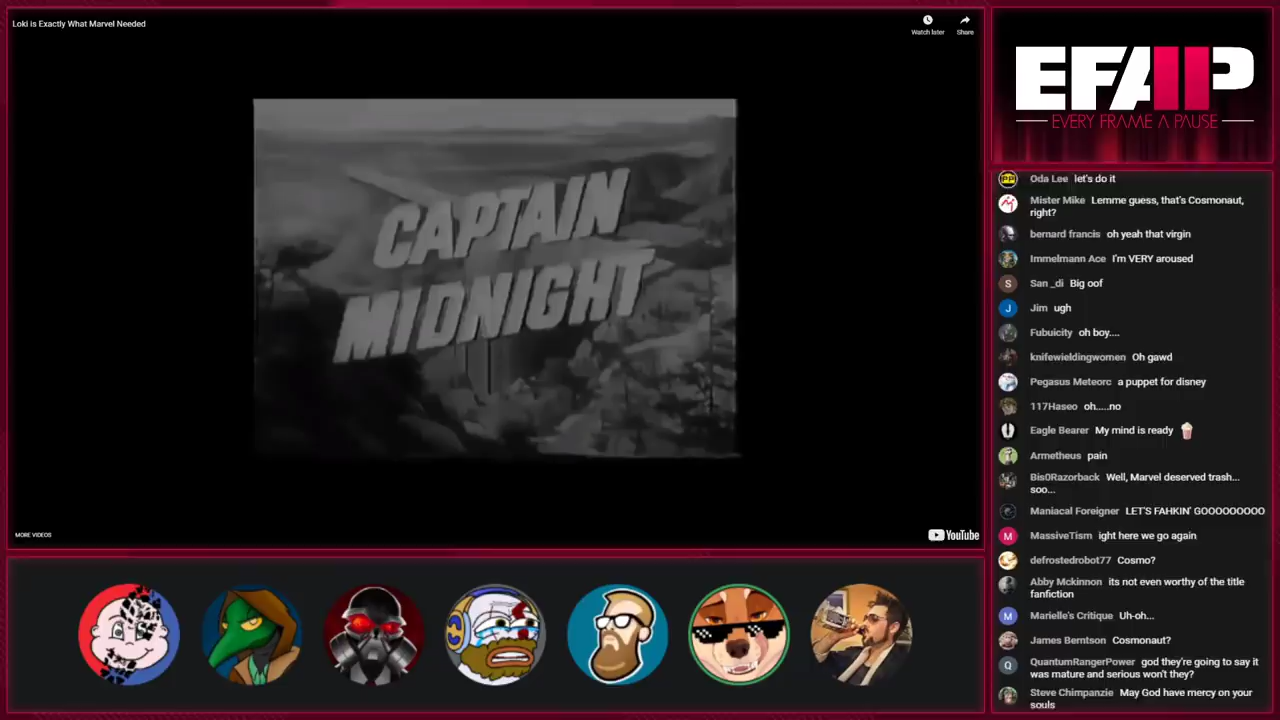 Loki is Exactly What Marvel Needed
Watch later
Share
CAPTAIN
MIDNIGHT
MORE VIDEOS
YouTube
EFAP
EVERY FRAME A PAUSE
Oda Lee let's do it
Mister Mike Lemme guess, that's Cosmonaut,
right?
bernard francis oh yeah that virgin
Immelmann Ace I'm VERY aroused
S San _di Big oof
J Jim ugh
Fubuicity oh boy....
knifewieldingwomen Oh gawd
Pegasus Meteorc a puppet for disney
117Haseo oh.....no
Eagle Bearer My mind is ready
Armetheus pain
Bis0Razorback Well, Marvel deserved trash...
soo...
Maniacal Foreigner LET'S FAHKIN' GOOOOOOOOO
M MassiveTism ight here we go again
defrostedrobot77 Cosmo?
Abby Mckinnon its not even worthy of the title
fanfiction
M Marielle's Critique Uh-oh...
James Berntson Cosmonaut?
Q QuantumRangerPower god they're going to say it
was mature and serious won't they?
Steve Chimpanzie May God have mercy on your
souls